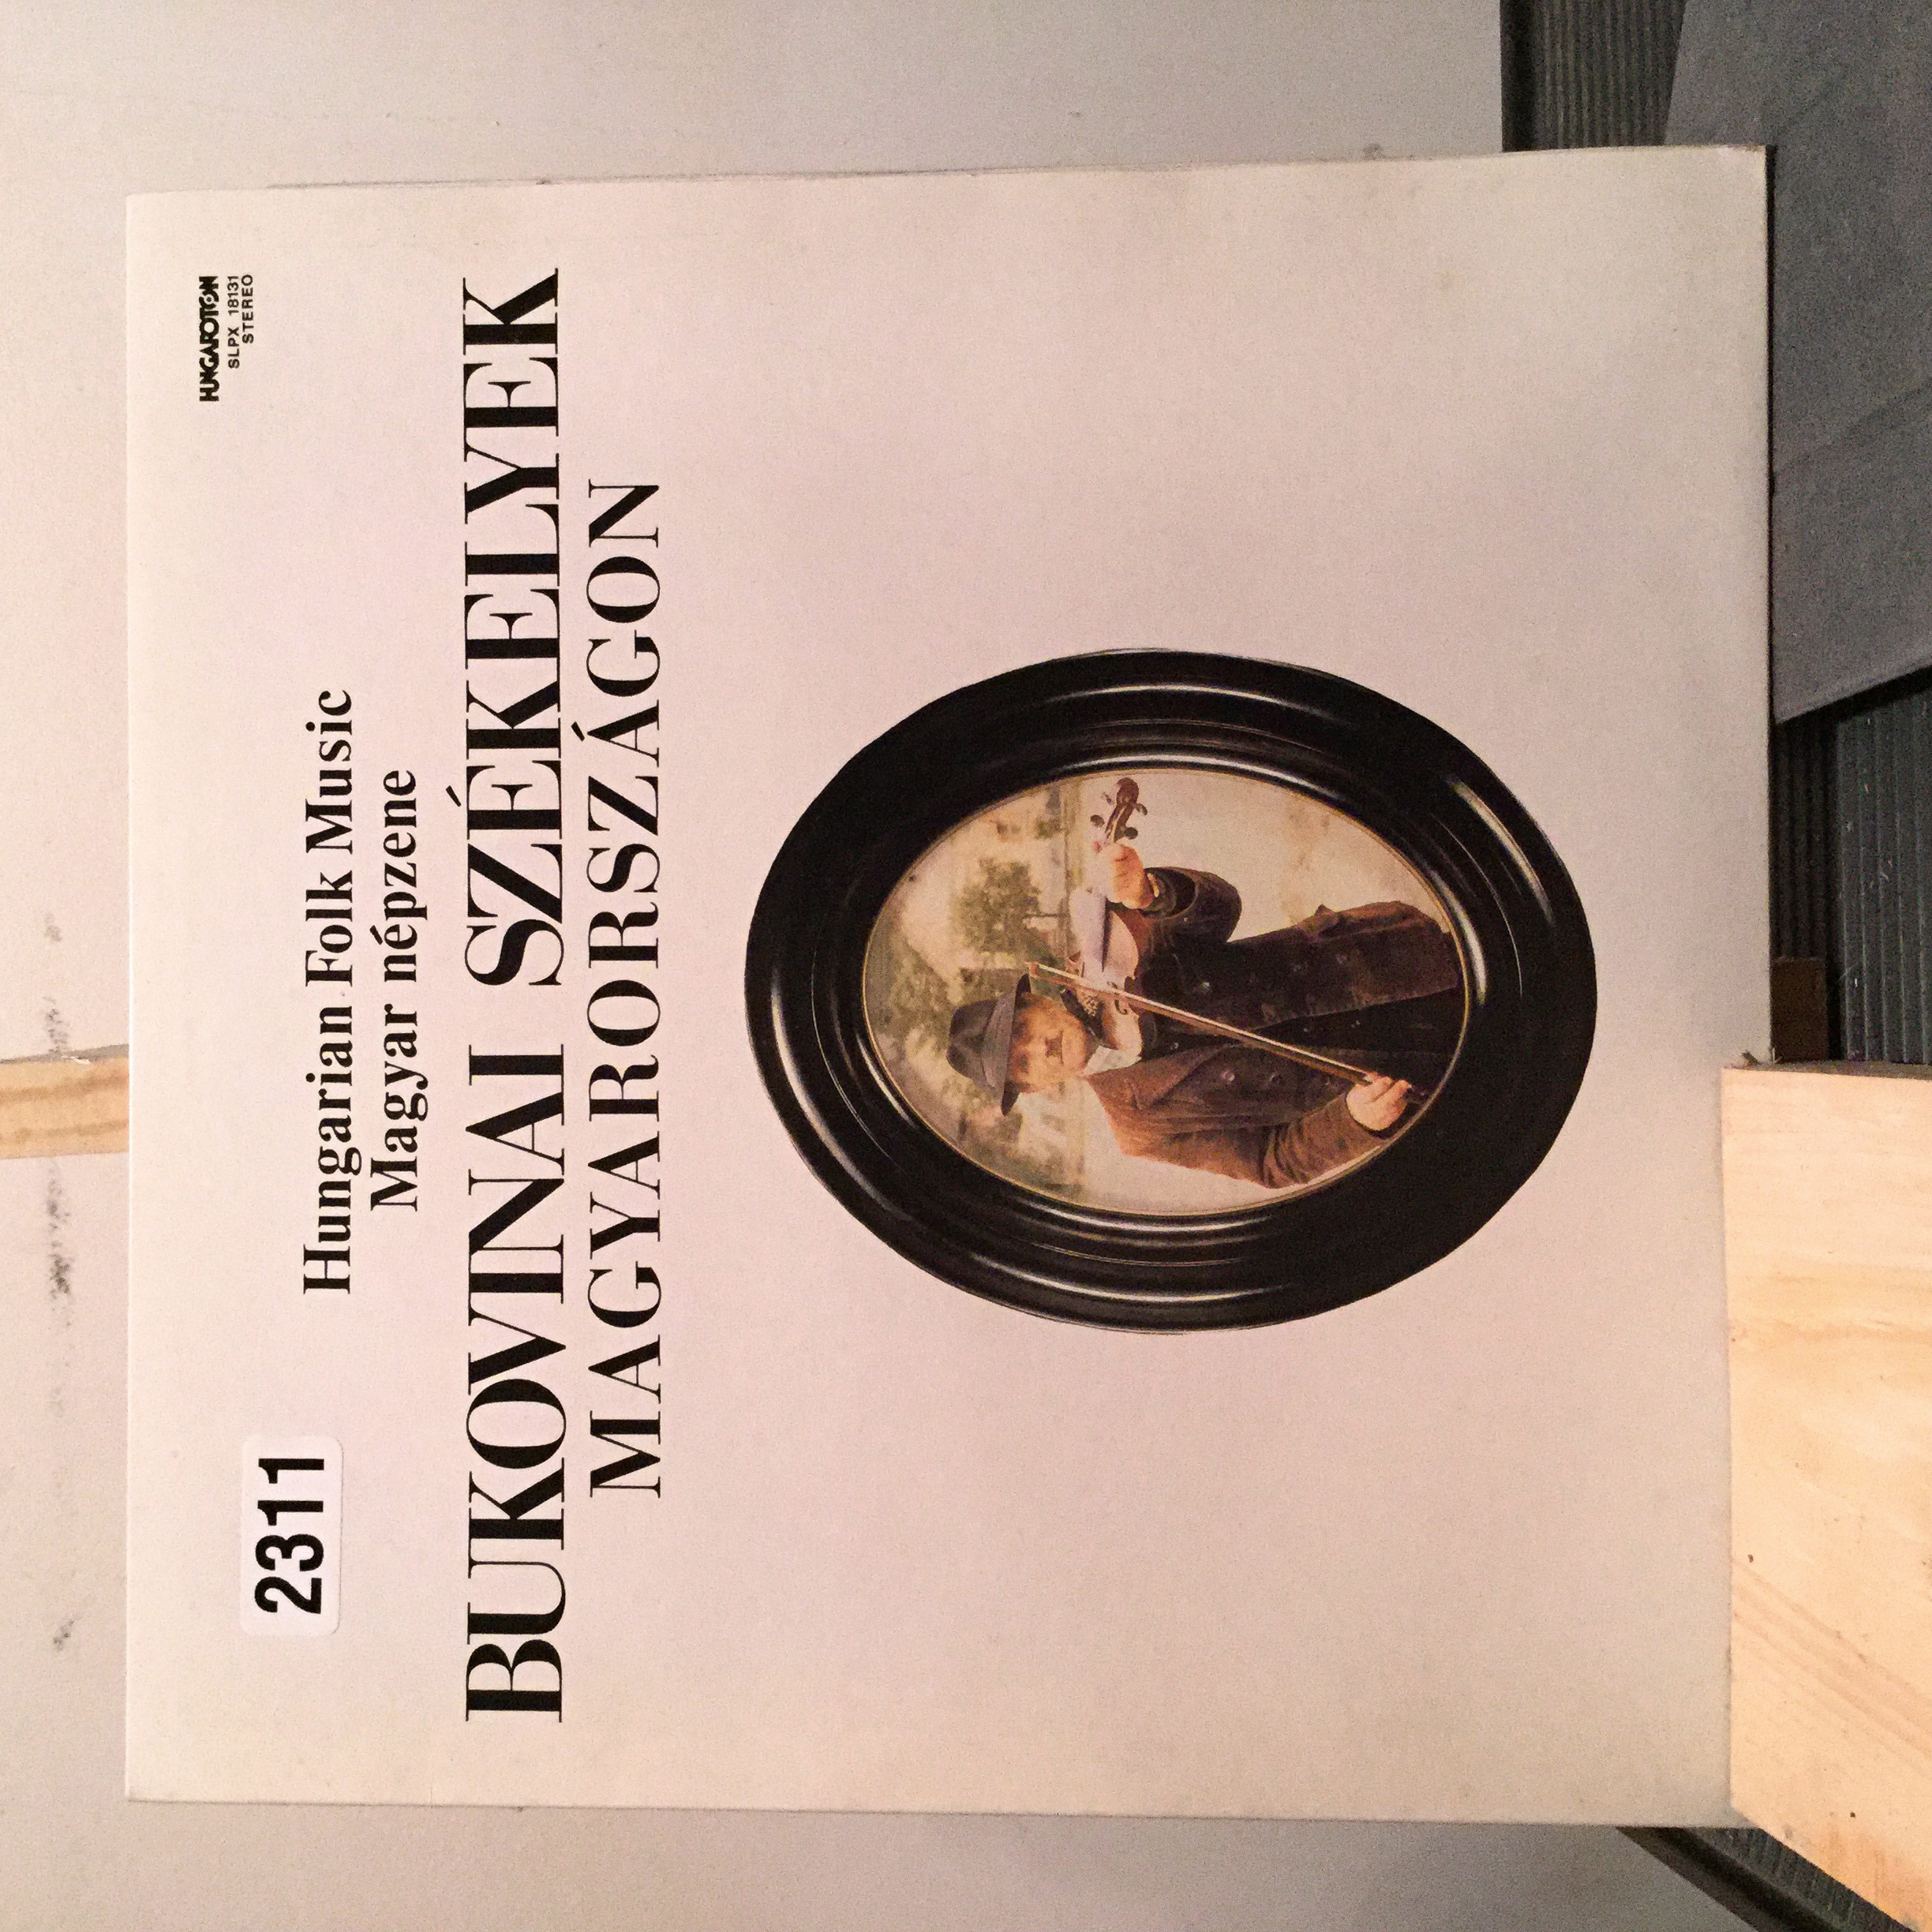 HUNGAROTON
SLPX 18131
STEREO
2311
Hungarian Folk Music
Magyar népzene
BUKOVINAI SZÉKELYEK
MAGYARORSZÁGON